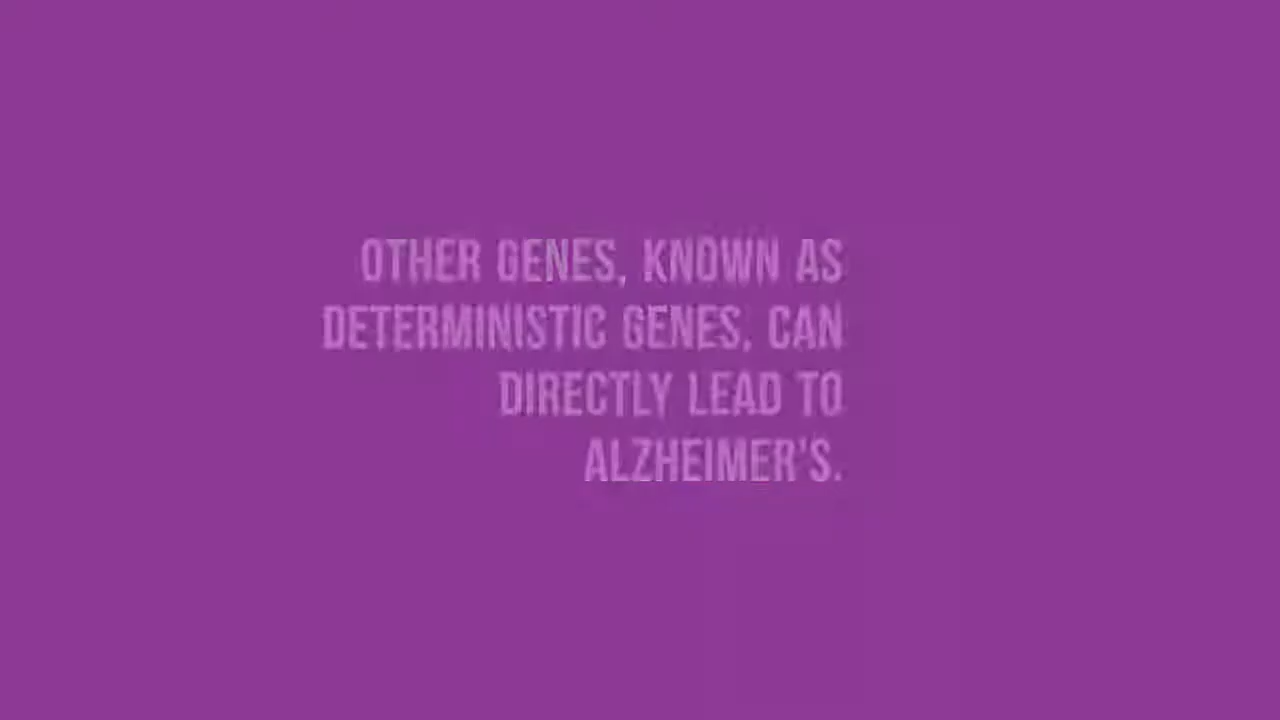 OTHER GENES, KNOWN AS
DETERMINISTIC GENES, CAN
DIRECTLY LEAD TO
ALZHEIMER'S.